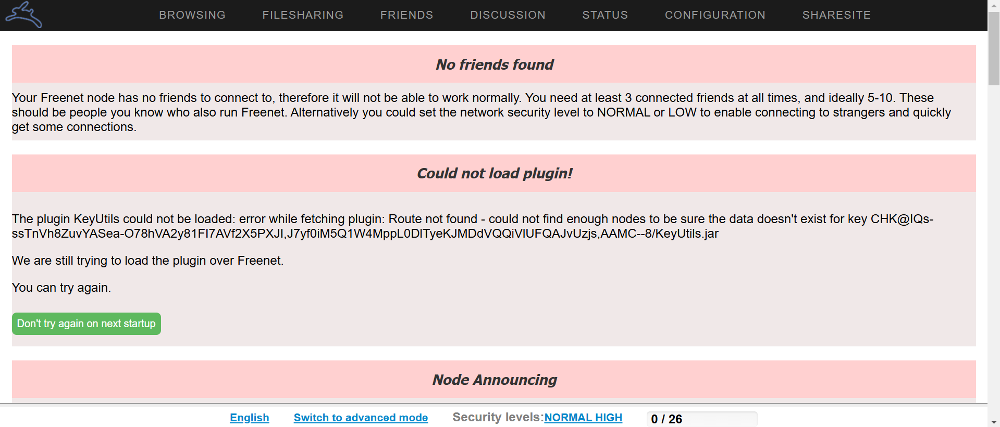 BROWSING FILESHARING FRIENDS DISCUSSION STATUS CONFIGURATION SHARESITE
No friends found
Your Freenet node has no friends to connect to, therefore it will not be able to work normally. You need at least 3 connected friends at all times, and ideally 5-10. These
should be people you know who also run Freenet. Alternatively you could set the network security level to NORMAL or LOW to enable connecting to strangers and quickly
get some connections.
Could not load plugin!
The plugin KeyUtils could not be loaded: error while fetching plugin: Route not found - could not find enough nodes to be sure the data doesn't exist for key CHK@IQs-
ssTnVh8ZuvYASea-O78hVA2y81FI7AVf2X5PXJI,J7yf0iM5Q1W4MppL0DlTyeKJMDdVQQiVlUFQAJvUzjs,AAMC--8/KeyUtils.jar
We are still trying to load the plugin over Freenet.
You can try again.
Don't try again on next startup
Node Announcing
English Switch to advanced mode Security levels:NORMAL HIGH 0 / 26